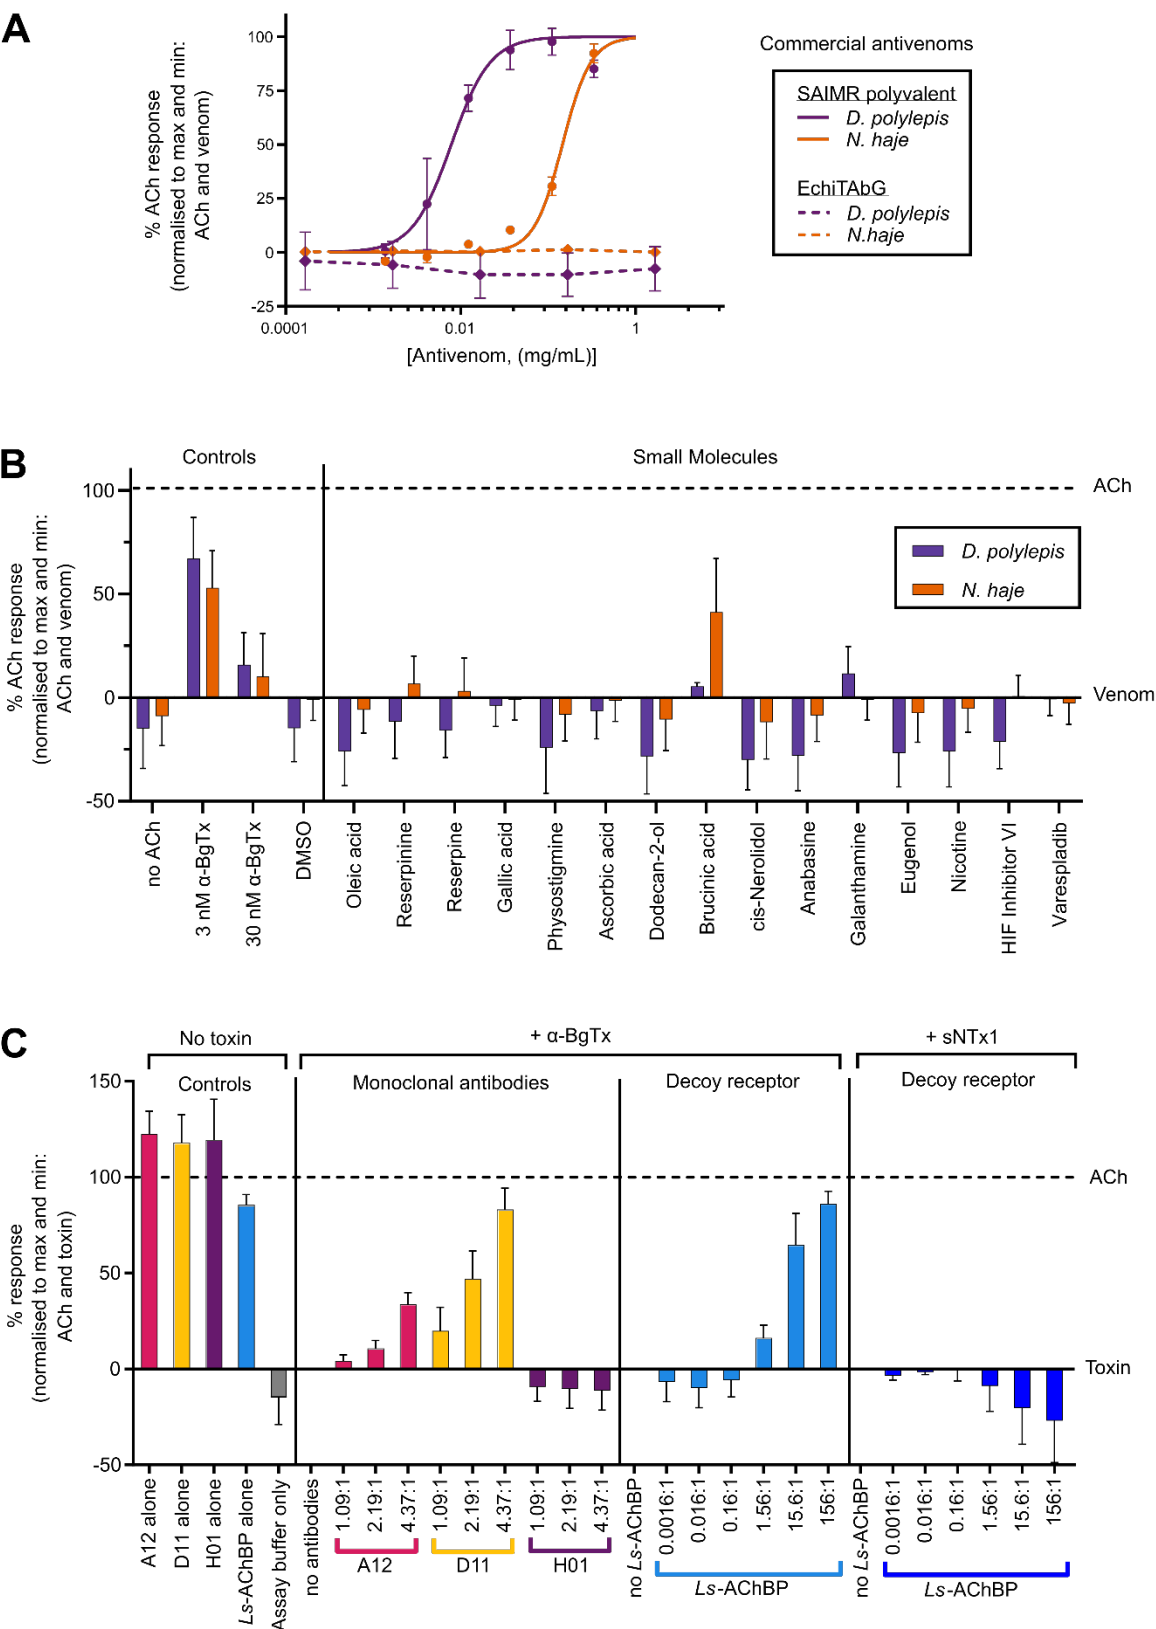 A
% ACh response
(normalised to max and min:
ACh and venom)
100
75
50
25
0
-25
0.0001
0.01
1
[Antivenom, (mg/mL)]
Commercial antivenoms
SAIMR polyvalent
D. polylepis
N. haje
EchiTAbG
D. polylepis
N.haje
B
Controls
Small Molecules
% ACh response
(normalised to max and min:
ACh and venom)
100
50
0
-50
ACh
Venom
D. polylepis
N. haje
no ACh
3 nM α-BgTx
30 nM α-BgTx
DMSO
Oleic acid
Reserpinine
Reserpine
Gallic acid
Physostigmine
Ascorbic acid
Dodecan-2-ol
Brucinic acid
cis-Nerolidol
Anabasine
Galanthamine
Eugenol
Nicotine
HIF Inhibitor VI
Varespladib
C
No toxin
+ α-BgTx
+ sNTx1
Controls
Monoclonal antibodies
Decoy receptor
Decoy receptor
% response
(normalised to max and min:
ACh and toxin)
150
100
50
0
-50
ACh
Toxin
A12 alone
D11 alone
H01 alone
Ls-AChBP alone
Assay buffer only
no antibodies
1.09:1
2.19:1
4.37:1
1.09:1
2.19:1
4.37:1
1.09:1
2.19:1
4.37:1
no Ls-AChBP
0.0016:1
0.016:1
0.16:1
1.56:1
15.6:1
156:1
no Ls-AChBP
0.0016:1
0.016:1
0.16:1
1.56:1
15.6:1
156:1
A12
D11
H01
Ls-AChBP
Ls-AChBP